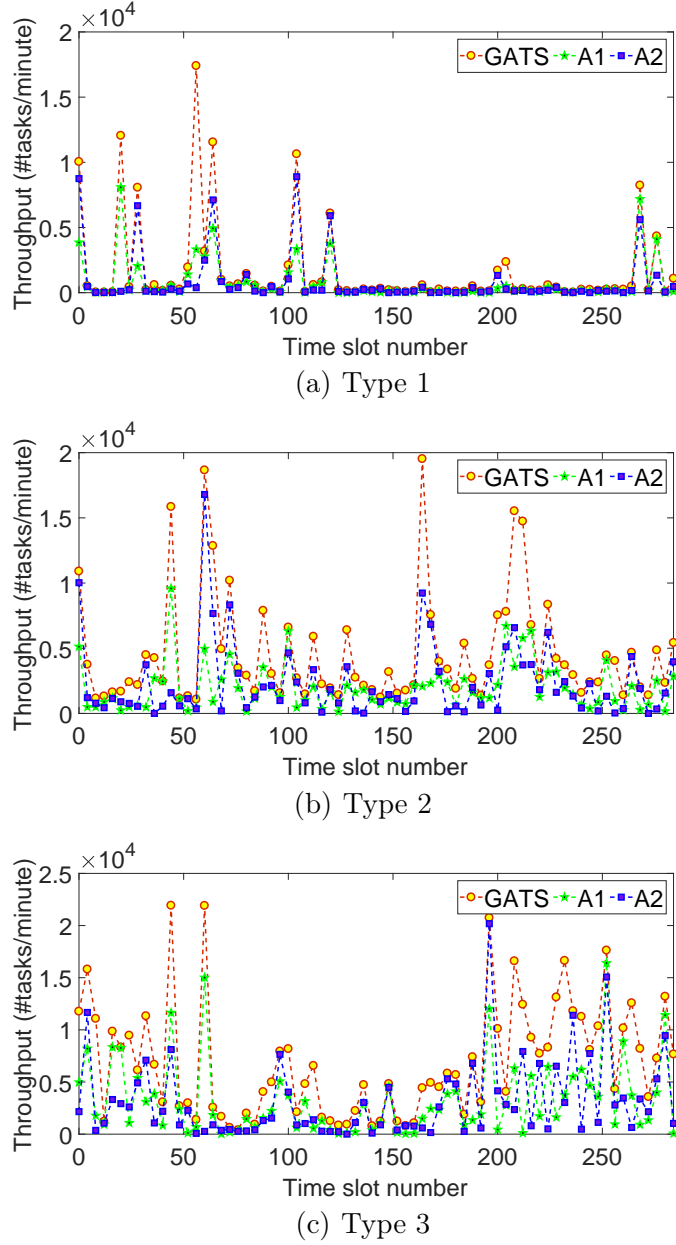 ×10⁴
2
1.5
1
0.5
0
Throughput (#tasks/minute)
GATS A1 A2
0 50 100 150 200 250
Time slot number
(a) Type 1
×10⁴
2
1.5
1
0.5
0
Throughput (#tasks/minute)
GATS A1 A2
0 50 100 150 200 250
Time slot number
(b) Type 2
×10⁴
2.5
2
1.5
1
0.5
0
Throughput (#tasks/minute)
GATS A1 A2
0 50 100 150 200 250
Time slot number
(c) Type 3